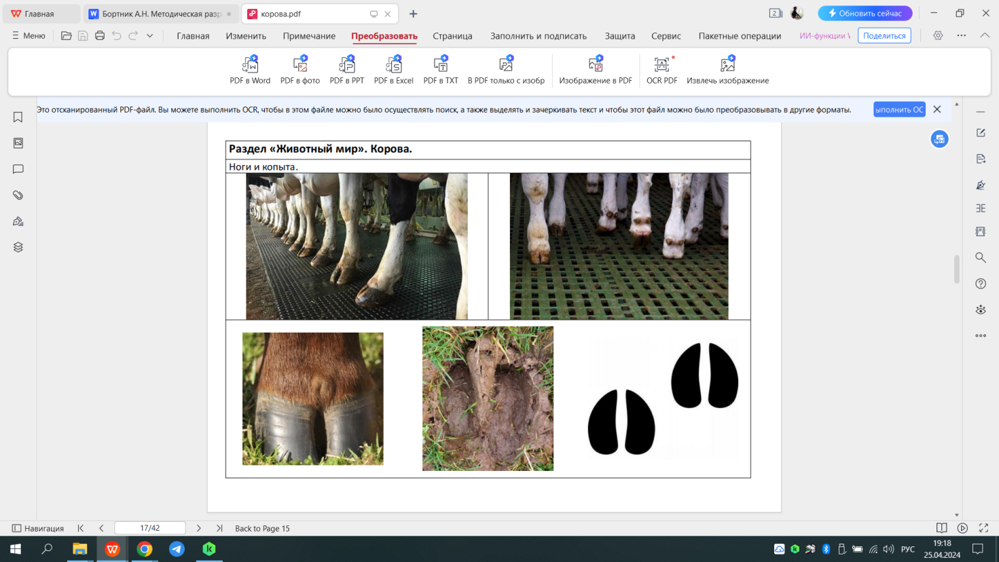 Главная
Бортник А.Н. Методическая разр
корова.pdf
2
Обновить сейчас
Меню
Главная
Изменить
Примечание
Преобразовать
Страница
Заполнить и подписать
Защита
Сервис
Пакетные операции
ИИ-функции
Поделиться
PDF в Word
PDF в фото
PDF в PPT
PDF в Excel
PDF в TXT
В PDF только с изобр
Изображение в PDF
OCR PDF
Извлечь изображение
Это отсканированный PDF-файл. Вы можете выполнить OCR, чтобы в этом файле можно было осуществлять поиск, а также выделять и зачеркивать текст и чтобы этот файл можно было преобразовывать в другие форматы.
ыполнить ОС
Раздел «Животный мир». Корова.
Ноги и копыта.
Навигация
17/42
Back to Page 15
РУС
19:18
25.04.2024